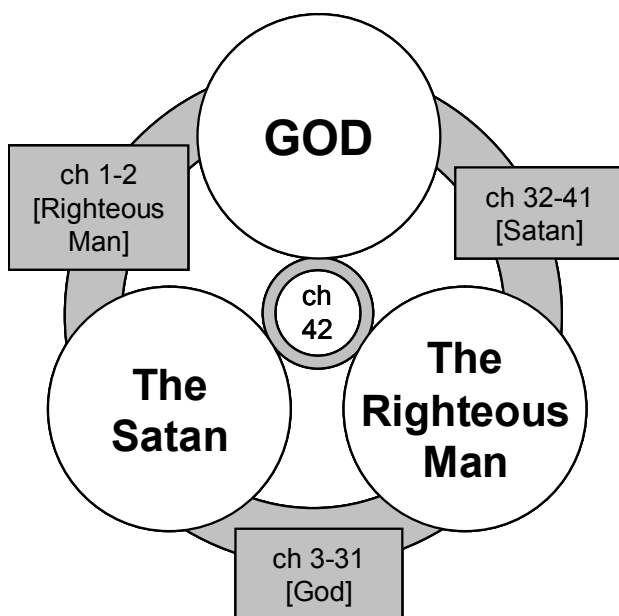 GOD
ch 1-2
[Righteous
Man]
ch 32-41
[Satan]
ch
42
The
Satan
The
Righteous
Man
ch 3-31
[God]